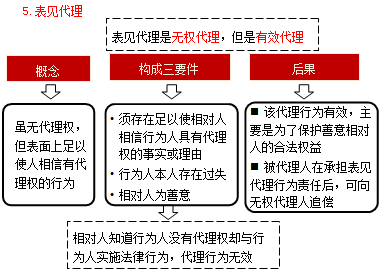 5. 表见代理
表见代理是无权代理，但是有效代理
概念
虽无代理权，
但表面上足以
使人相信有代
理权的行为
构成三要件
• 须存在足以使相对人
相信行为人具有代理
权的事实或理由
• 行为人本人存在过失
• 相对人为善意
后果
■ 该代理行为有效，主
要是为了保护善意相对
人的合法权益
■ 被代理人在承担表见
代理行为责任后，可向
无权代理人追偿
相对人知道行为人没有代理权却与行
为人实施法律行为，代理行为无效